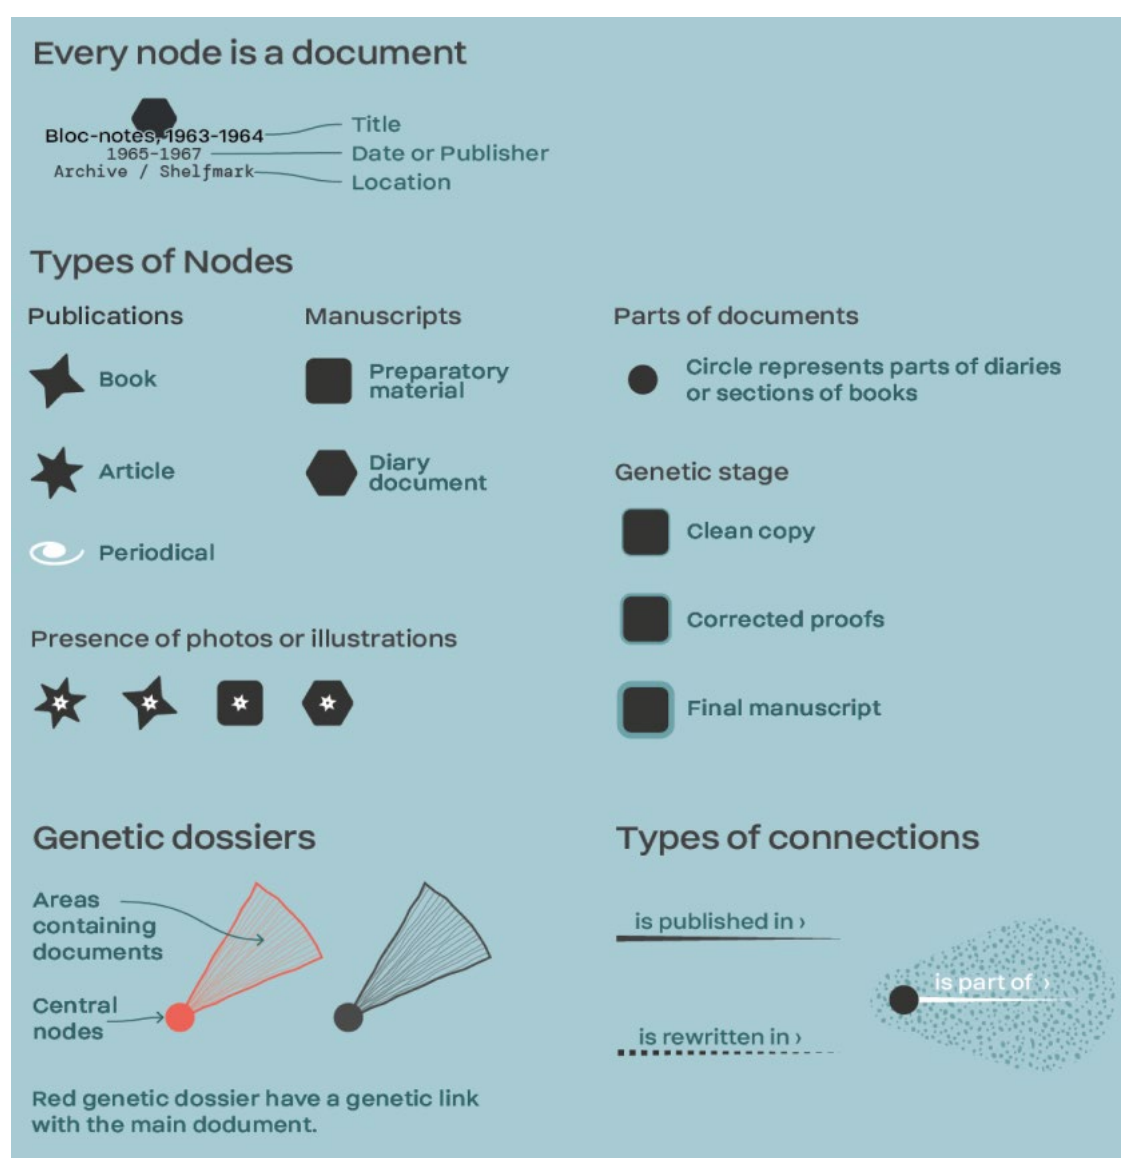 Every node is a document
Bloc-notes, 1963-1964
1965-1967
Archive / Shelfmark
Title
Date or Publisher
Location
Types of Nodes
Publications
Book
Article
Periodical
Manuscripts
Preparatory
material
Diary
document
Parts of documents
Circle represents parts of diaries
or sections of books
Genetic stage
Clean copy
Corrected proofs
Final manuscript
Presence of photos or illustrations
Genetic dossiers
Areas
containing
documents
Central
nodes
Red genetic dossier have a genetic link
with the main dodument.
Types of connections
is published in ›
is rewritten in ›
is part of ›